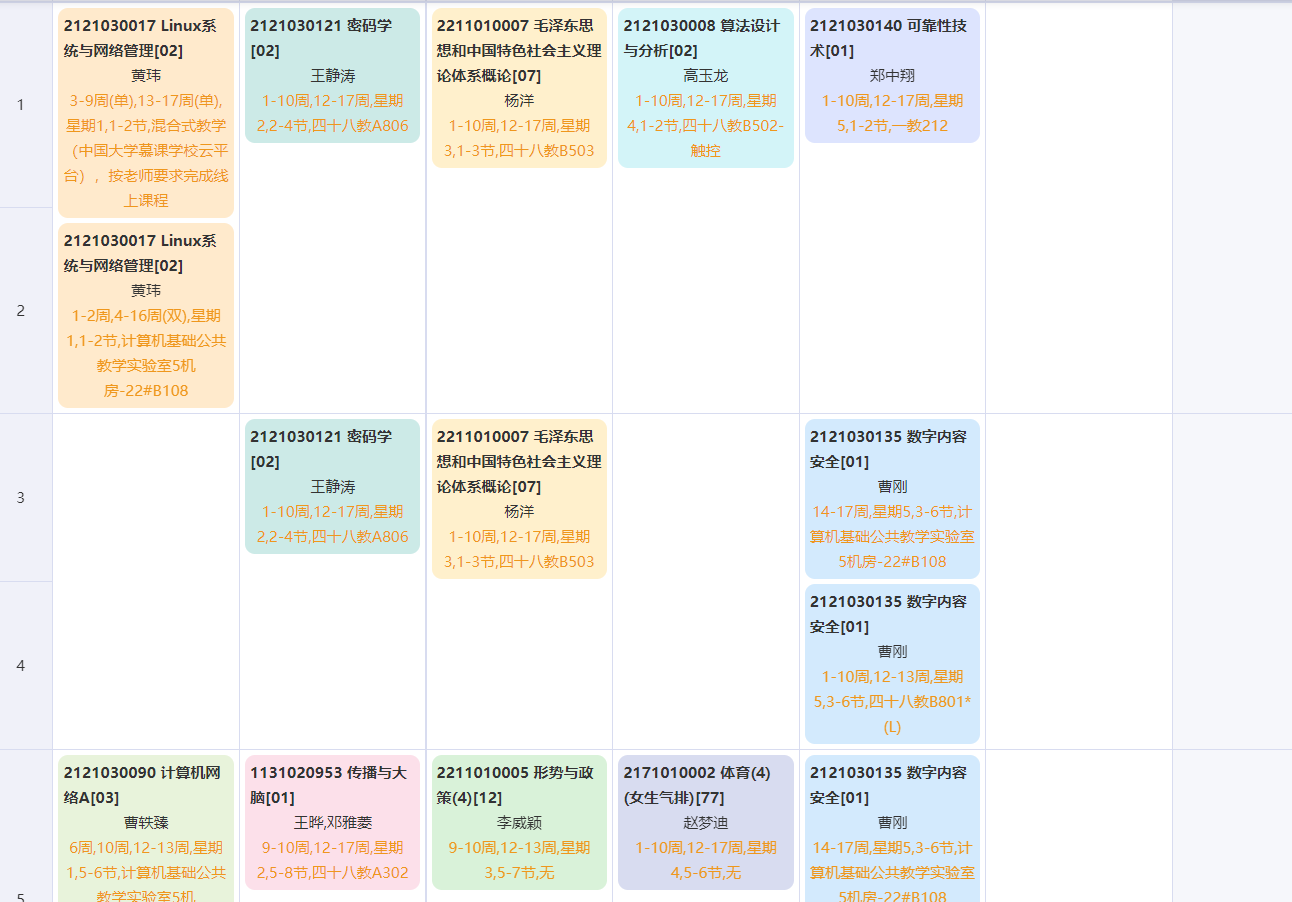 1
2121030017 Linux系
统与网络管理[02]
黄玮
3-9周(单),13-17周(单),
星期1,1-2节,混合式教学
（中国大学慕课学校云平
台），按老师要求完成线
上课程
2121030121 密码学
[02]
王静涛
1-10周,12-17周,星期
2,2-4节,四十八教A806
2211010007 毛泽东思
想和中国特色社会主义理
论体系概论[07]
杨洋
1-10周,12-17周,星期
3,1-3节,四十八教B503
2121030008 算法设计
与分析[02]
高玉龙
1-10周,12-17周,星期
4,1-2节,四十八教B502-
触控
2121030140 可靠性技
术[01]
郑中翔
1-10周,12-17周,星期
5,1-2节,一教212
2
2121030017 Linux系
统与网络管理[02]
黄玮
1-2周,4-16周(双),星期
1,1-2节,计算机基础公共
教学实验室5机
房-22#B108
3
2121030121 密码学
[02]
王静涛
1-10周,12-17周,星期
2,2-4节,四十八教A806
2211010007 毛泽东思
想和中国特色社会主义理
论体系概论[07]
杨洋
1-10周,12-17周,星期
3,1-3节,四十八教B503
2121030135 数字内容
安全[01]
曹刚
14-17周,星期5,3-6节,计
算机基础公共教学实验室
5机房-22#B108
4
2121030135 数字内容
安全[01]
曹刚
1-10周,12-13周,星期
5,3-6节,四十八教B801*
(L)
5
2121030090 计算机网
络A[03]
曹轶臻
6周,10周,12-13周,星期
1,5-6节,计算机基础公共
教学实验室5机
1131020953 传播与大
脑[01]
王晔,邓雅菱
9-10周,12-17周,星期
2,5-8节,四十八教A302
2211010005 形势与政
策(4)[12]
李威颖
9-10周,12-13周,星期
3,5-7节,无
2171010002 体育(4)
(女生气排)[77]
赵梦迪
1-10周,12-17周,星期
4,5-6节,无
2121030135 数字内容
安全[01]
曹刚
14-17周,星期5,3-6节,计
算机基础公共教学实验室
5机房-22#B108